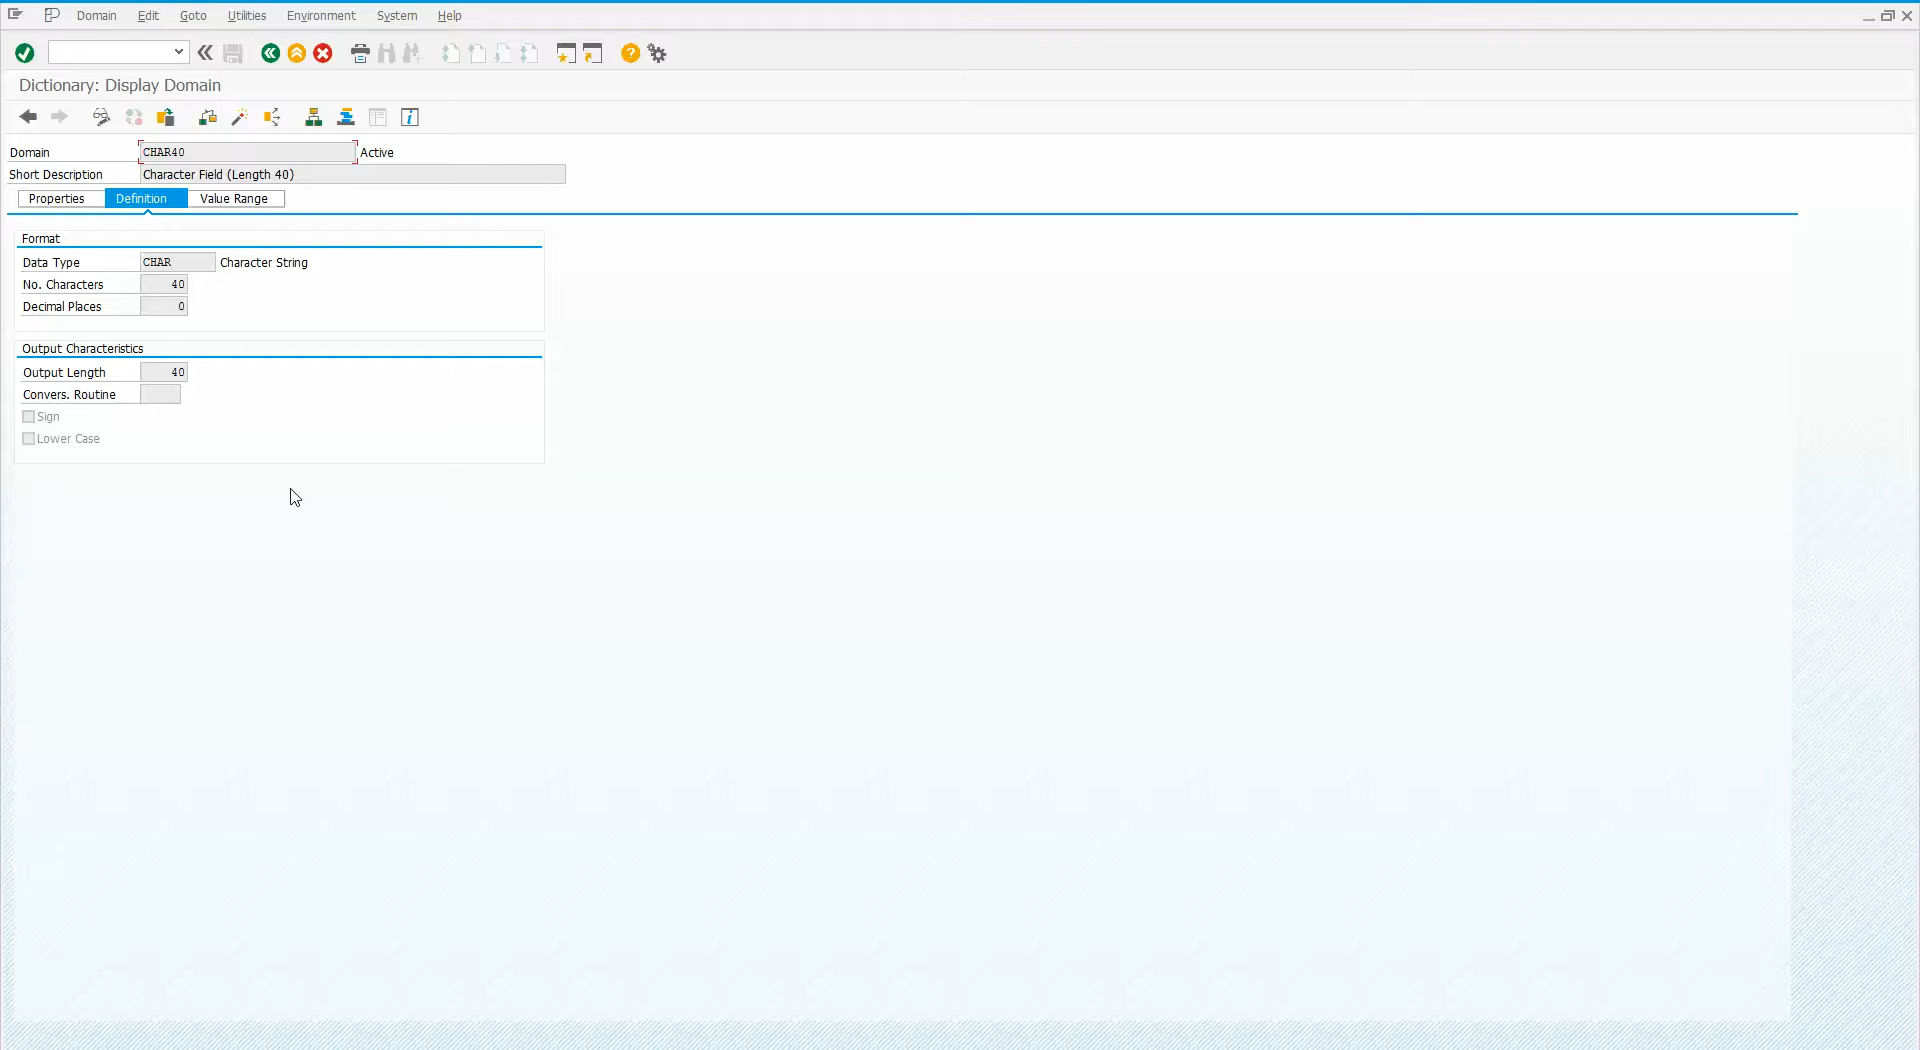 Domain Edit Goto Utilities Environment System Help
Dictionary: Display Domain
Domain CHAR40 Active
Short Description Character Field (Length 40)
Properties Definition Value Range
Format
Data Type CHAR Character String
No. Characters 40
Decimal Places 0
Output Characteristics
Output Length 40
Convers. Routine
Sign
Lower Case